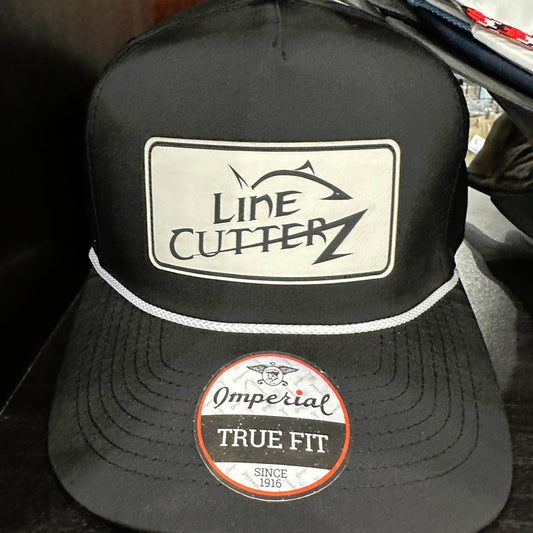 LINE
CUTTERZ
Imperial
TRUE FIT
SINCE
1916